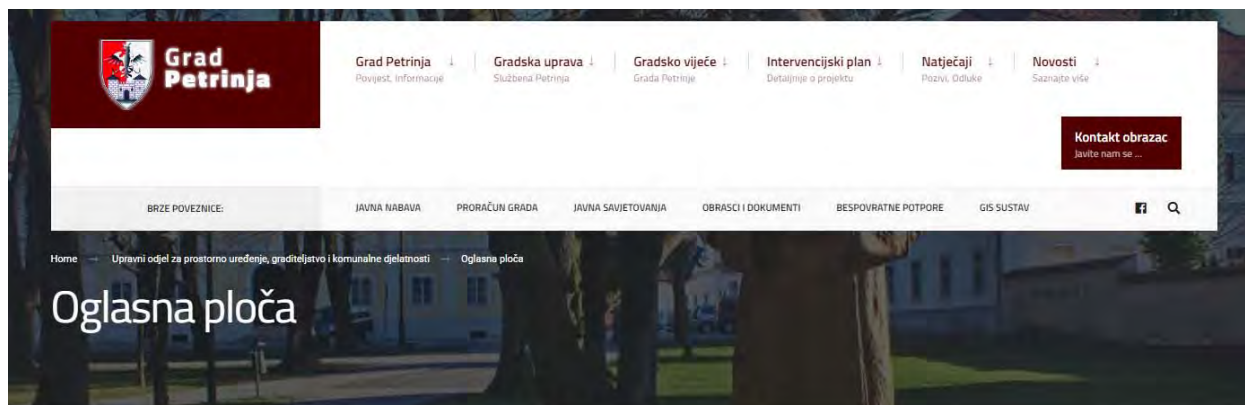 Grad
Petrinja
Grad Petrinja
Povijest, Informacije
Gradska uprava
Službena Petrinja
Gradsko vijeće
Grada Petrinje
Intervencijski plan
Detaljnije o projektu
Natječaji
Pozivi, Odluke
Novosti
Saznajte više
Kontakt obrazac
Javite nam se ...
BRZE POVEZNICE:
JAVNA NABAVA
PRORAČUN GRADA
JAVNA SAVJETOVANJA
OBRASCI I DOKUMENTI
BESPOVRATNE POTPORE
GIS SUSTAV
Home → Upravni odjel za prostorno uređenje, graditeljstvo i komunalne djelatnosti → Oglasna ploča
Oglasna ploča